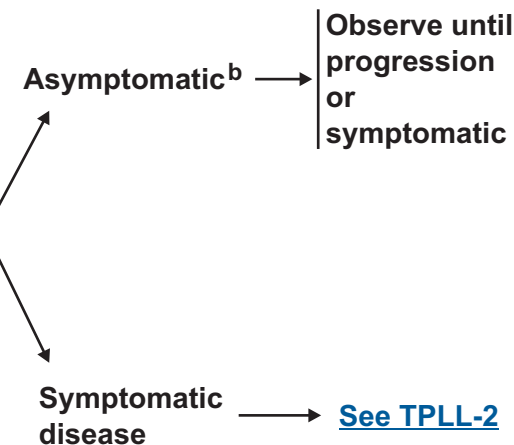 Asymptomatic b
Observe until
progression
or
symptomatic
Symptomatic
disease
See TPLL-2